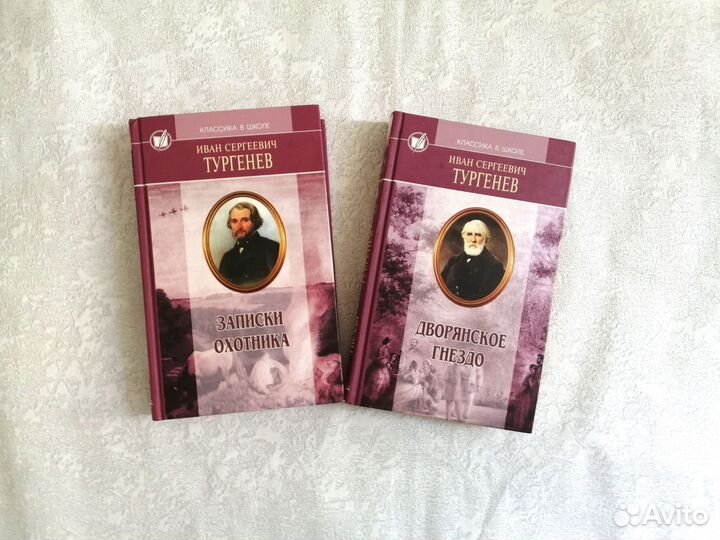 КЛАССИКА В ШКОЛЕ
ИВАН СЕРГЕЕВИЧ
ТУРГЕНЕВ
ЗАПИСКИ
ОХОТНИКА
КЛАССИКА В ШКОЛЕ
ИВАН СЕРГЕЕВИЧ
ТУРГЕНЕВ
ДВОРЯНСКОЕ
ГНЕЗДО
Avito